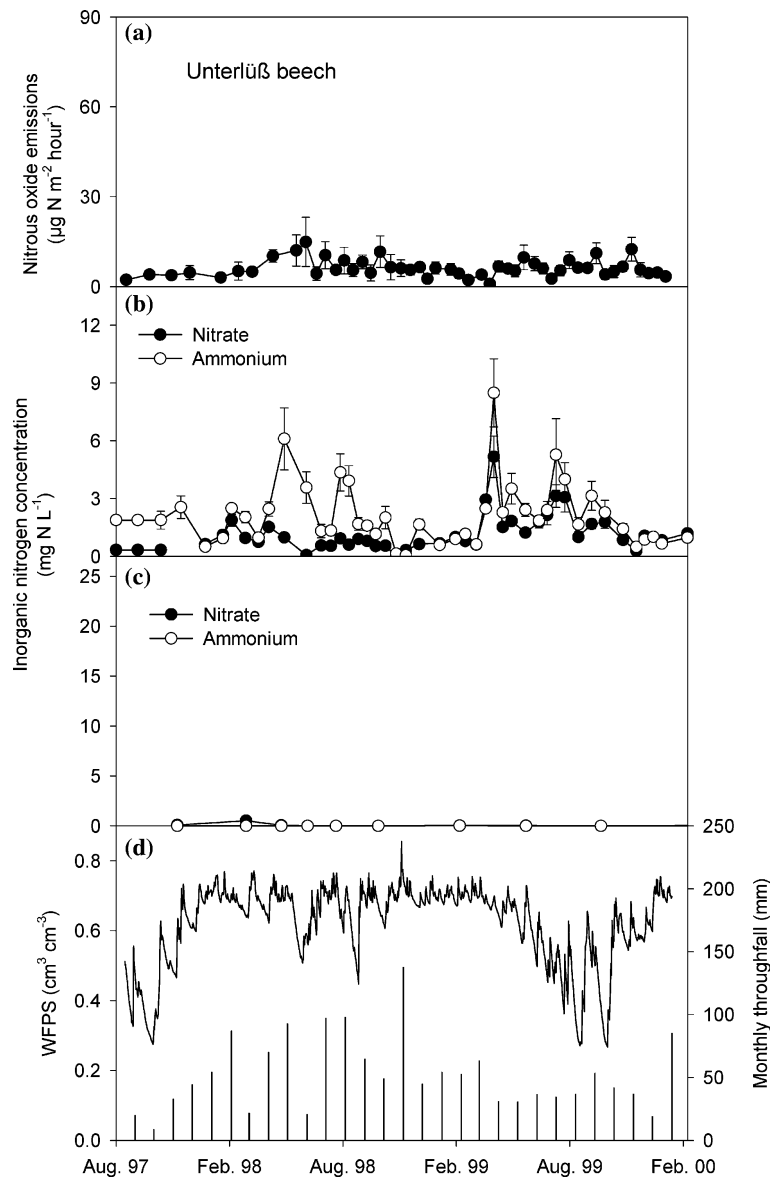 (a)
Unterlüß beech
90
60
30
0
Nitrous oxide emissions
(µg N m-2 hour-1)
(b)
Nitrate
Ammonium
12
9
6
3
0
Inorganic nitrogen concentration
(mg N L-1)
(c)
Nitrate
Ammonium
25
20
15
10
5
0
(d)
0.8
0.6
0.4
0.2
0.0
WFPS (cm3 cm-3)
250
200
150
100
50
0
Monthly throughfall (mm)
Aug. 97 Feb. 98 Aug. 98 Feb. 99 Aug. 99 Feb. 00